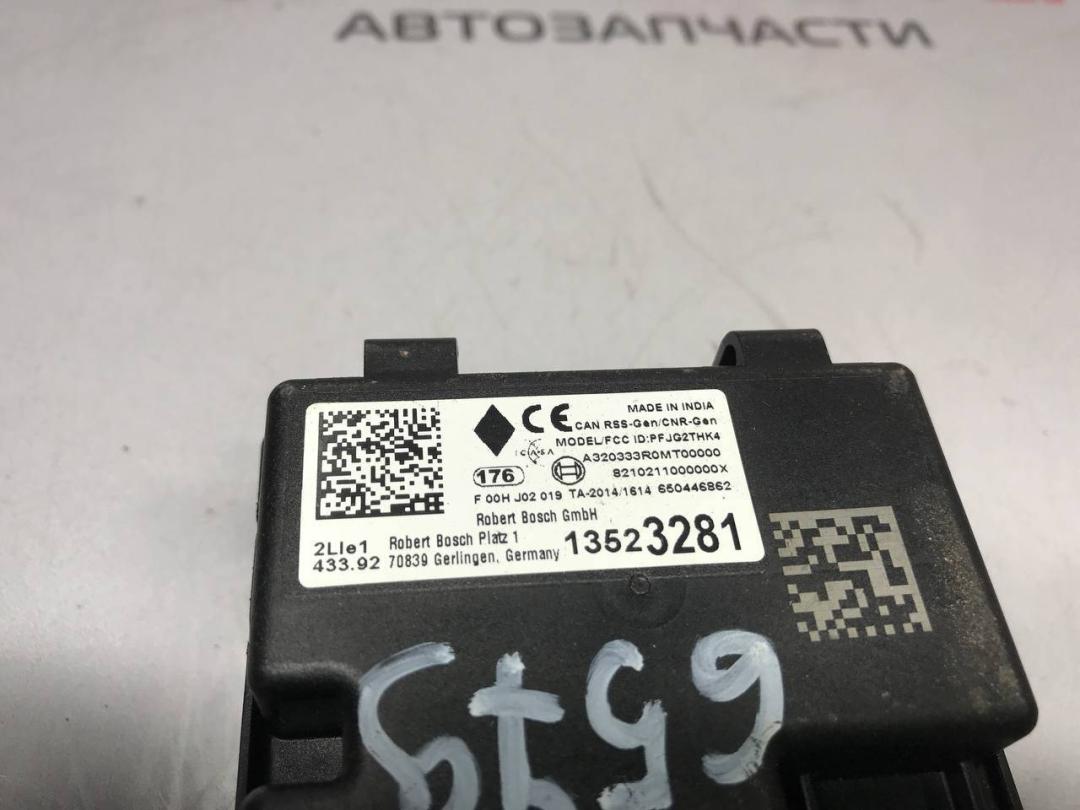 АВТОЗАПЧАСТИ
CE
MADE IN INDIA
CAN RSS-Gen/CNR-Gen
MODEL/FCC ID:PFJG2THK4
ICASA
A320333R0MT00000
176
8210211000000X
F 00H J02 019 TA-2014/1614 650446862
Robert Bosch GmbH
2LIe1 Robert Bosch Platz 1
433.92 70839 Gerlingen, Germany 13523281